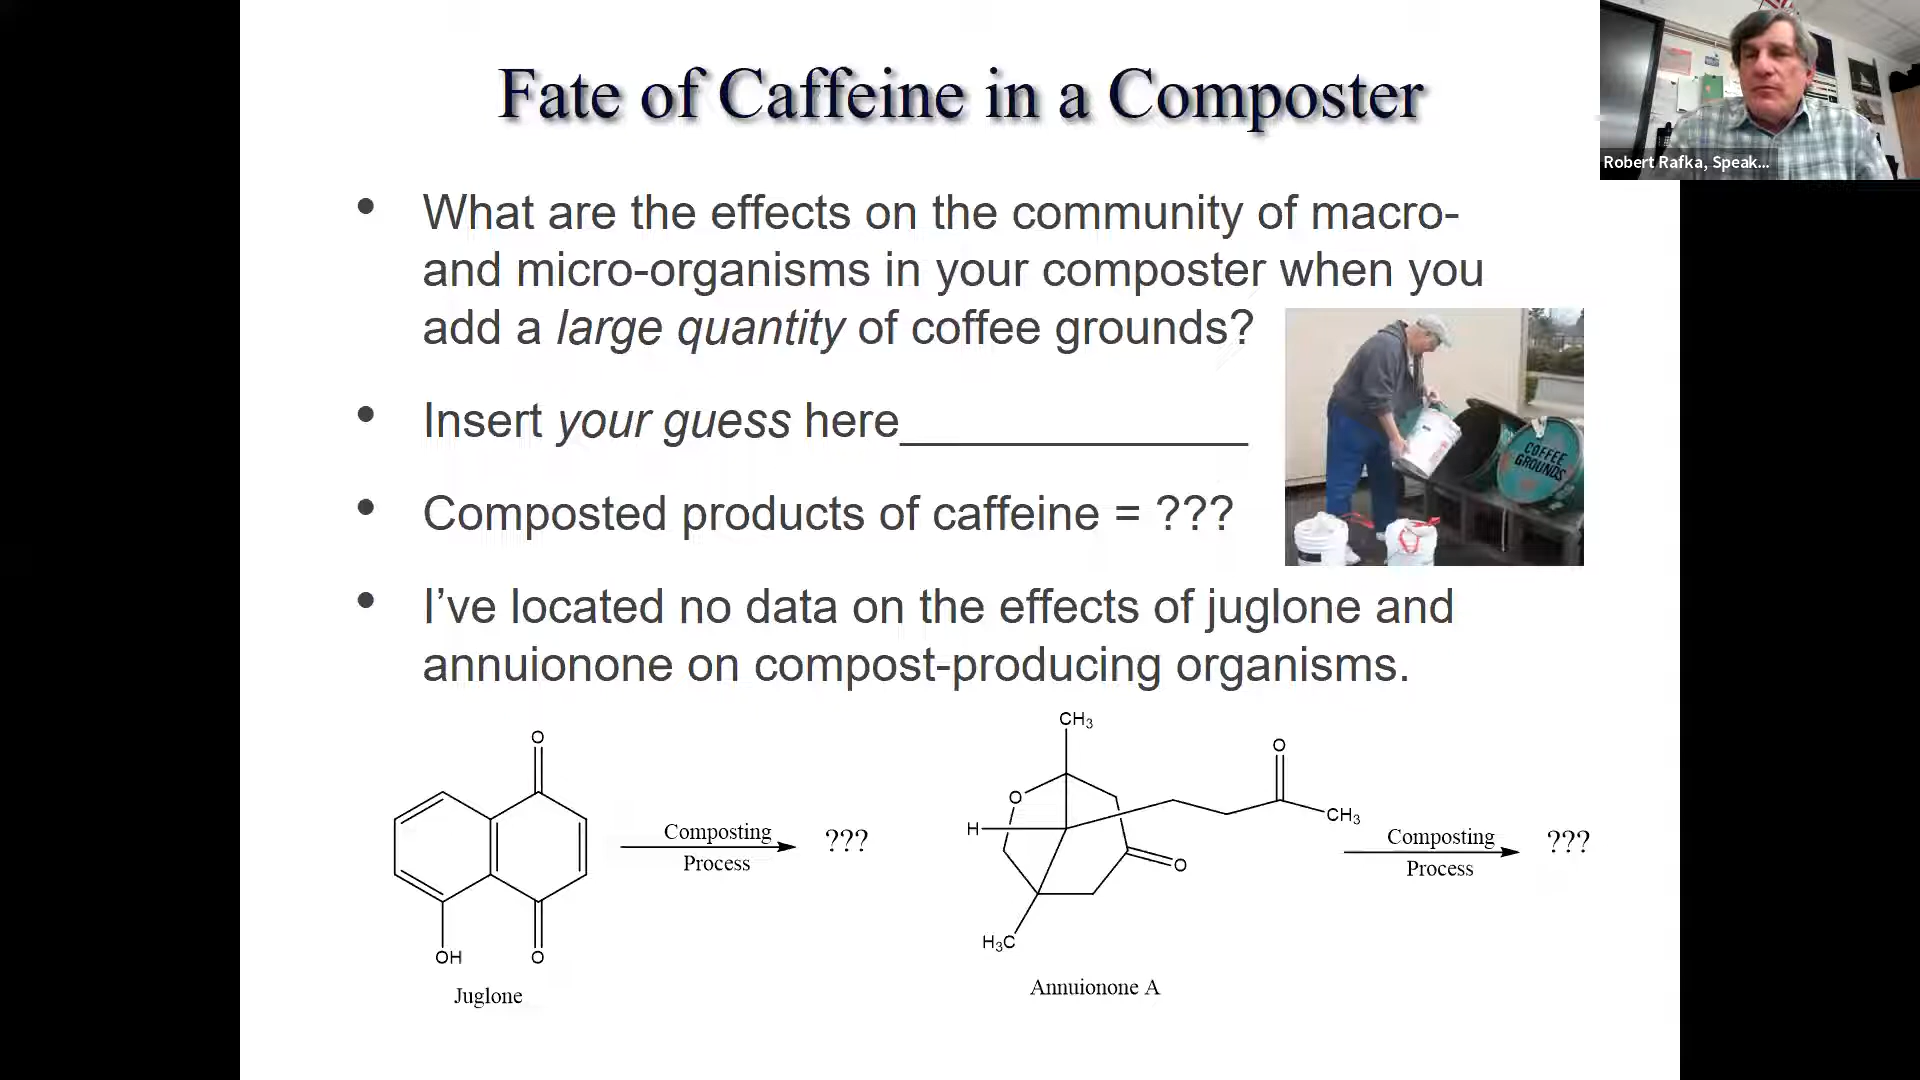 Fate of Caffeine in a Composter
Robert Rafka, Speak...
• What are the effects on the community of macro-
and micro-organisms in your composter when you
add a large quantity of coffee grounds?
• Insert your guess here______________
• Composted products of caffeine = ???
• I’ve located no data on the effects of juglone and
annuionone on compost-producing organisms.
COFFEE
GROUNDS
O
OH
O
Juglone
Composting
Process
???
CH3
O
H
O
CH3
O
H3C
Annuionone A
Composting
Process
???